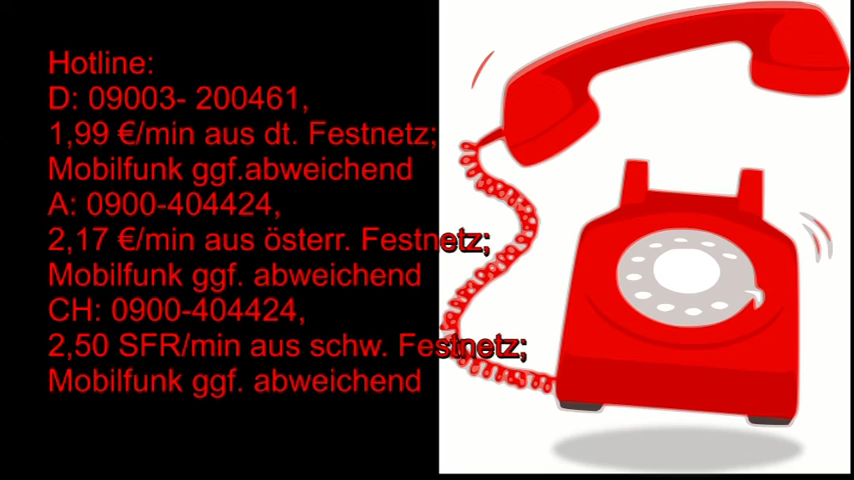 Hotline:
D: 09003- 200461,
1,99 €/min aus dt. Festnetz;
Mobilfunk ggf.abweichend
A: 0900-404424,
2,17 €/min aus österr. Festnetz;
Mobilfunk ggf. abweichend
CH: 0900-404424,
2,50 SFR/min aus schw. Festnetz;
Mobilfunk ggf. abweichend